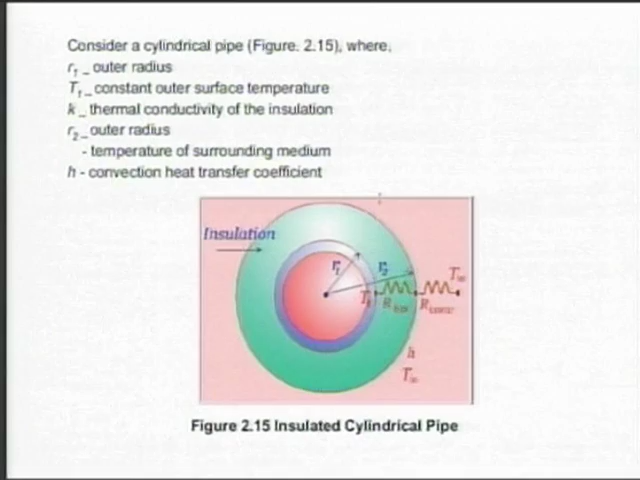 Consider a cylindrical pipe (Figure. 2.15), where,
r1 – outer radius
T1 – constant outer surface temperature
k – thermal conductivity of the insulation
r2 – outer radius
- temperature of surrounding medium
h - convection heat transfer coefficient
Insulation
r1
r2
T∞
T1
Rins
Rconv
h
T∞
Figure 2.15 Insulated Cylindrical Pipe